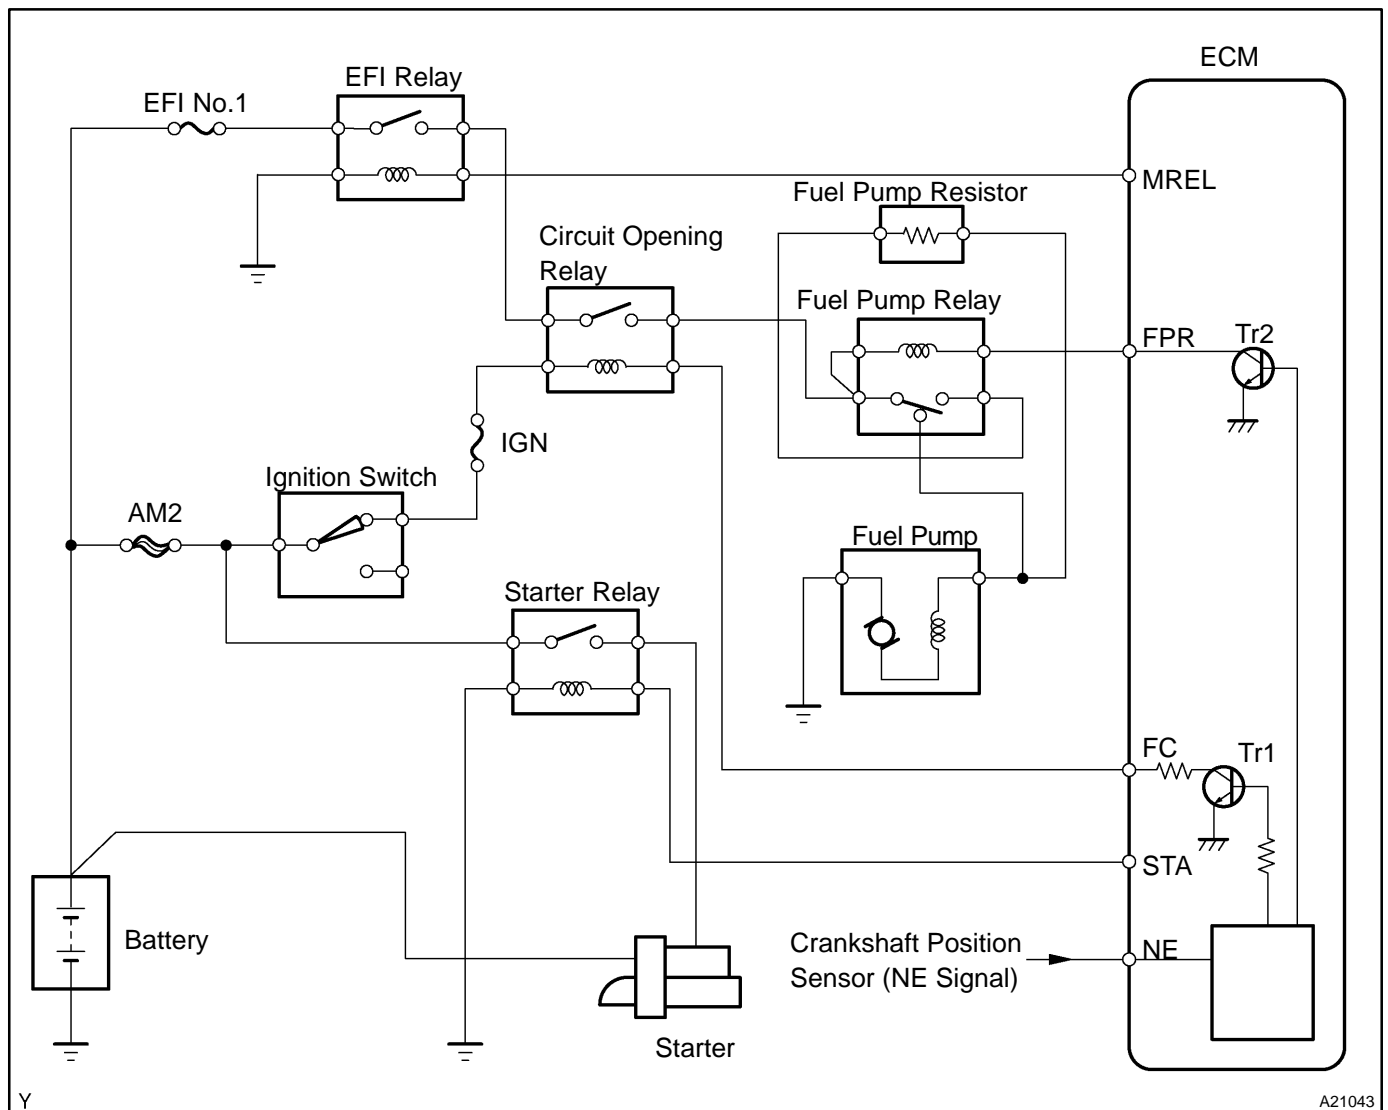 ECM
EFI Relay
EFI No.1
MREL
Fuel Pump Resistor
Circuit Opening
Relay
Fuel Pump Relay
FPR
Tr2
IGN
Ignition Switch
AM2
Fuel Pump
Starter Relay
FC
Tr1
STA
Battery
Crankshaft Position
Sensor (NE Signal)
NE
Starter
Y
A21043